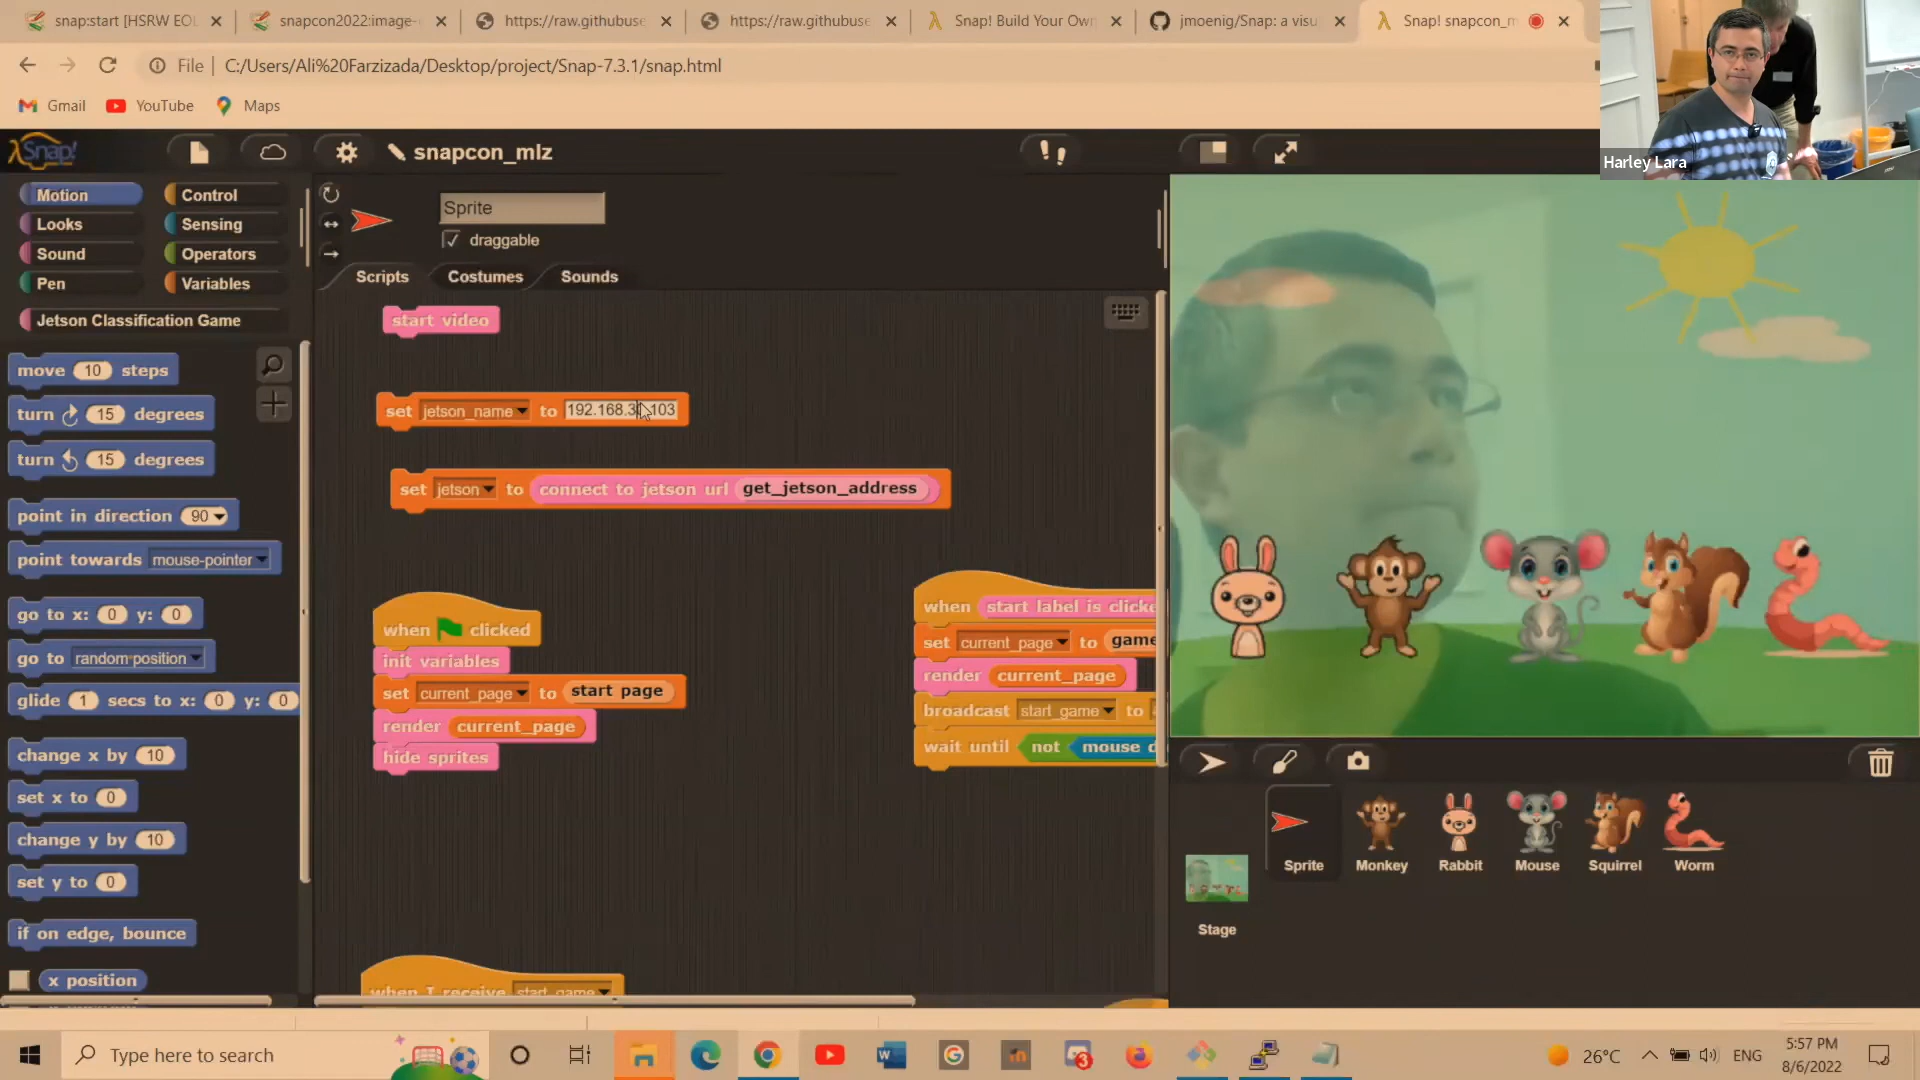 snap:start [HSRW EOL
snapcon2022:image-
https://raw.githubuse
https://raw.githubuse
Snap! Build Your Own
jmoenig/Snap: a visu
Snap! snapcon_m
File
C:/Users/Ali%20Farzizada/Desktop/project/Snap-7.3.1/snap.html
Gmail
YouTube
Maps
Harley Lara
Snap!
snapcon_mlz
Motion
Control
Looks
Sensing
Sound
Operators
Pen
Variables
Jetson Classification Game
Sprite
draggable
Scripts
Costumes
Sounds
move 10 steps
turn 15 degrees
turn 15 degrees
point in direction 90
point towards mouse-pointer
go to x: 0 y: 0
go to random position
glide 1 secs to x: 0 y: 0
change x by 10
set x to 0
change y by 10
set y to 0
if on edge, bounce
x position
start video
set jetson_name to
set jetson to connect to jetson url get_jetson_address
when clicked
init variables
set current_page to start page
render current_page
hide sprites
when start label is clicke
set current_page to game
render current_page
broadcast start_game to
wait until not mouse d
when I receive start_game
Stage
Sprite
Monkey
Rabbit
Mouse
Squirrel
Worm
Type here to search
3
26°C
ENG
5:57 PM
8/6/2022